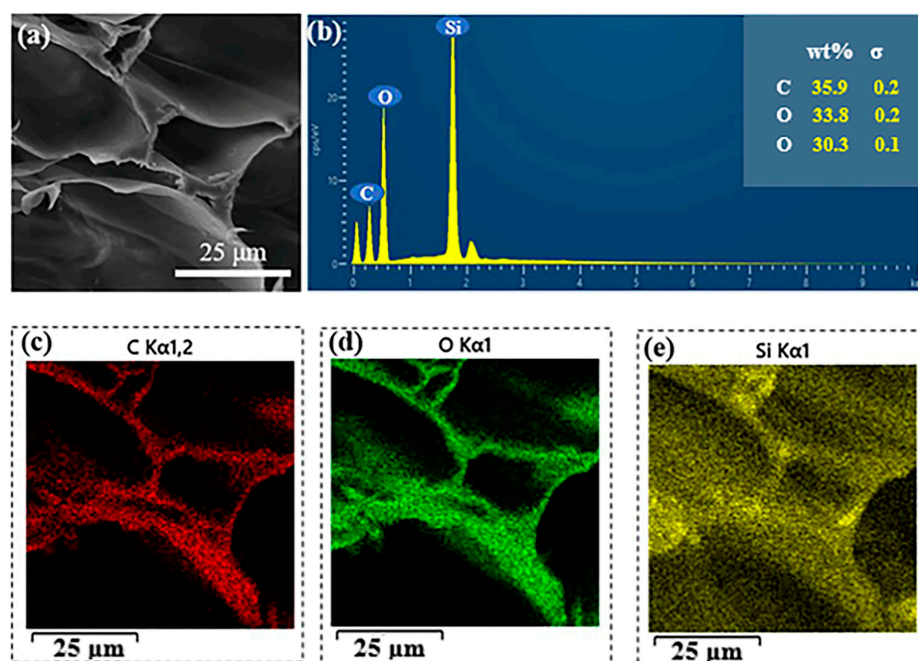 (a)
25 µm
(b)
Si
O
C
wt% σ
C 35.9 0.2
O 33.8 0.2
O 30.3 0.1
cps/eV
20
10
0
0 1 2 3 4 5 6 7 8 9
(c)
C Kα1,2
25 µm
(d)
O Kα1
25 µm
(e)
Si Kα1
25 µm